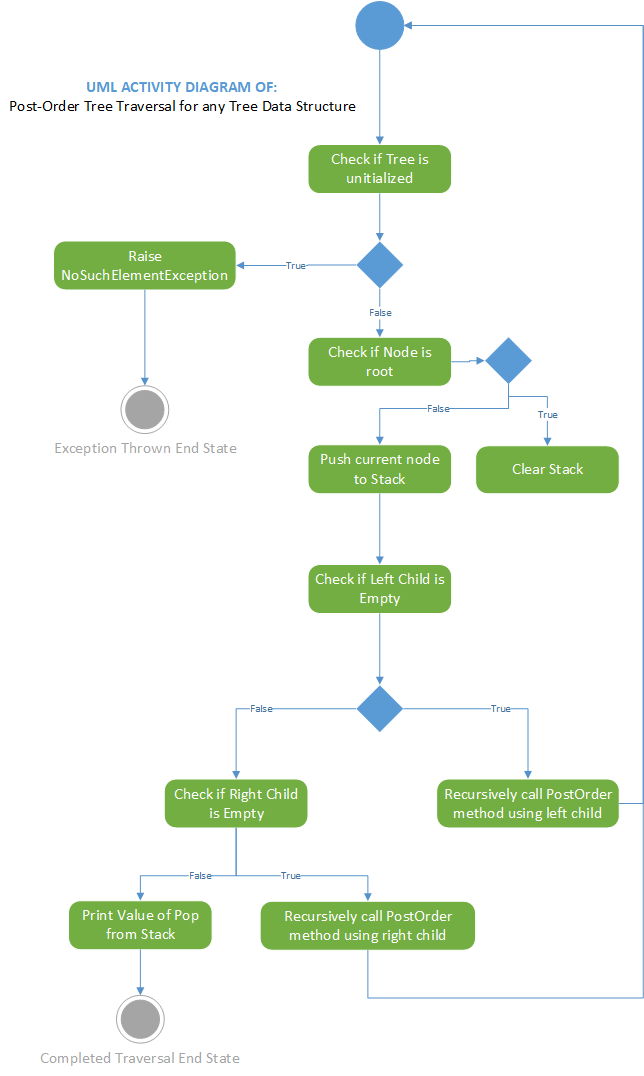 UML ACTIVITY DIAGRAM OF:
Post-Order Tree Traversal for any Tree Data Structure
Check if Tree is
unitialized
Raise
NoSuchElementException
True
False
Exception Thrown End State
Check if Node is
root
False
True
Push current node
to Stack
Clear Stack
Check if Left Child is
Empty
False
True
Check if Right Child
is Empty
Recursively call PostOrder
method using left child
False
True
Print Value of Pop
from Stack
Recursively call PostOrder
method using right child
Completed Traversal End State